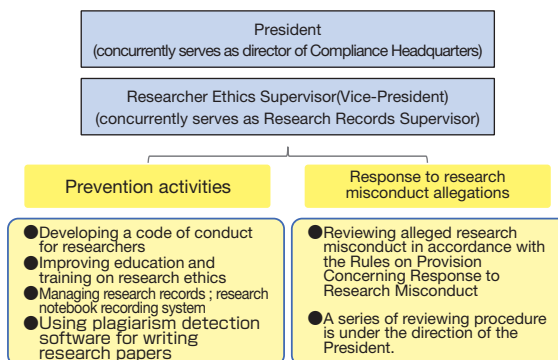 President
(concurrently serves as director of Compliance Headquarters)
Researcher Ethics Supervisor(Vice-President)
(concurrently serves as Research Records Supervisor)
Prevention activities
Response to research
misconduct allegations
●Developing a code of conduct
for researchers
●Improving education and
training on research ethics
●Managing research records ; research
notebook recording system
●Using plagiarism detection
software for writing
research papers
●Reviewing alleged research
misconduct in accordance with
the Rules on Provision
Concerning Response to
Research Misconduct
●A series of reviewing procedure
is under the direction of the
President.